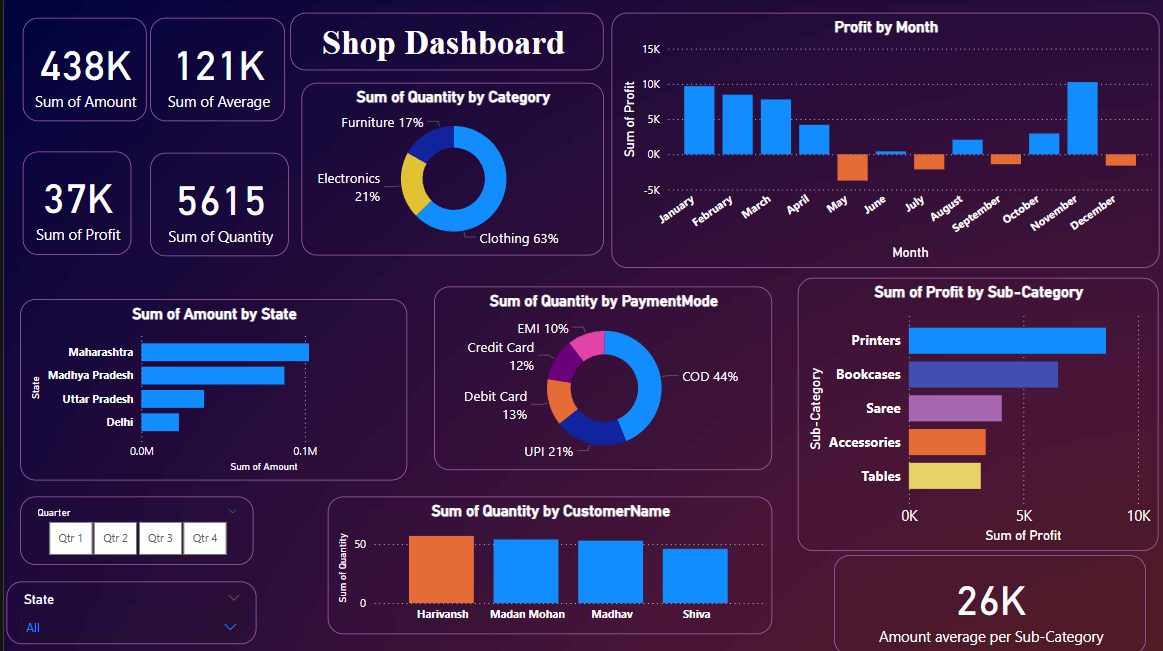 438K
Sum of Amount
121K
Sum of Average
37K
Sum of Profit
5615
Sum of Quantity
Shop Dashboard
Sum of Quantity by Category
Furniture 17%
Electronics
21%
Clothing 63%
Profit by Month
Sum of Profit
15K
10K
5K
0K
-5K
January
February
March
April
May
June
July
August
September
October
November
December
Month
Sum of Amount by State
State
Maharashtra
Madhya Pradesh
Uttar Pradesh
Delhi
0.0M
0.1M
Sum of Amount
Sum of Quantity by PaymentMode
EMI 10%
Credit Card
12%
Debit Card
13%
UPI 21%
COD 44%
Sum of Profit by Sub-Category
Sub-Category
Printers
Bookcases
Saree
Accessories
Tables
0K
5K
10K
Sum of Profit
Quarter
Qtr 1
Qtr 2
Qtr 3
Qtr 4
State
All
Sum of Quantity by CustomerName
Sum of Quantity
50
0
Harivansh
Madan Mohan
Madhav
Shiva
26K
Amount average per Sub-Category